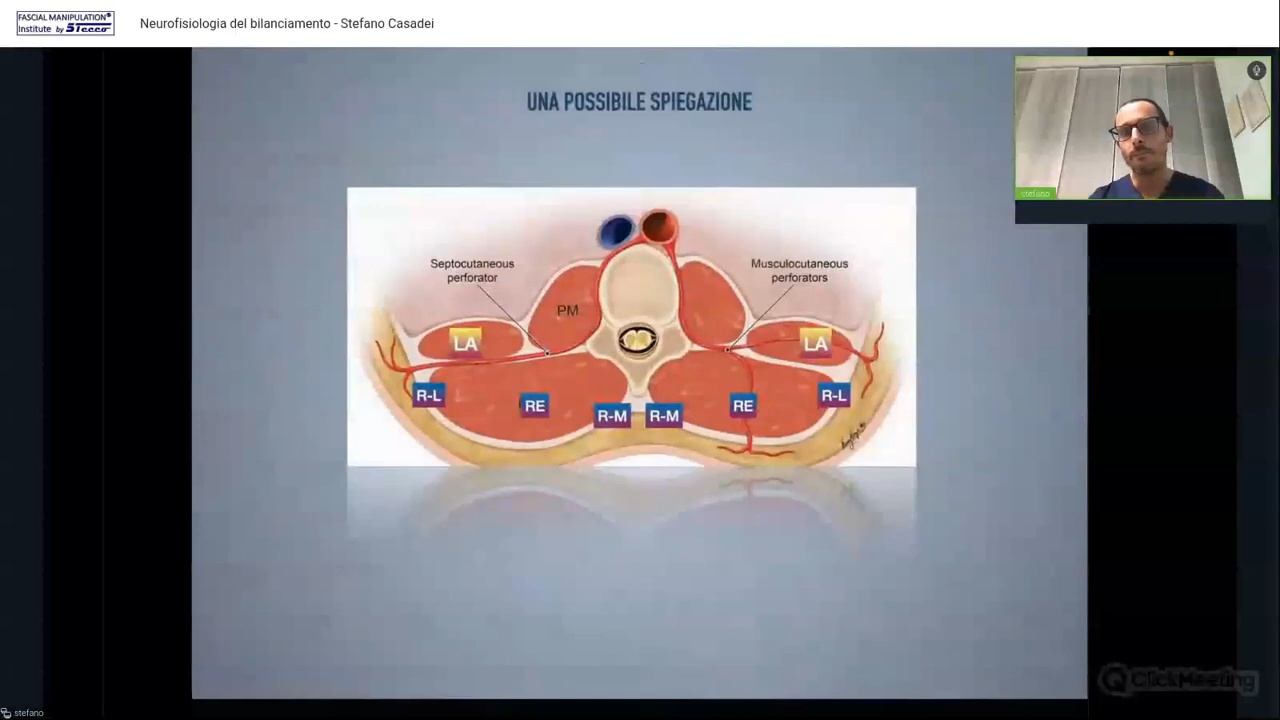 FASCIAL MANIPULATION®
Institute by Stecco
Neurofisiologia del bilanciamento - Stefano Casadei
UNA POSSIBILE SPIEGAZIONE
Septocutaneous
perforator
Musculocutaneous
perforators
PM
LA
LA
R-L
RE
R-M
R-M
RE
R-L
stefano
ClickMeeting
stefano